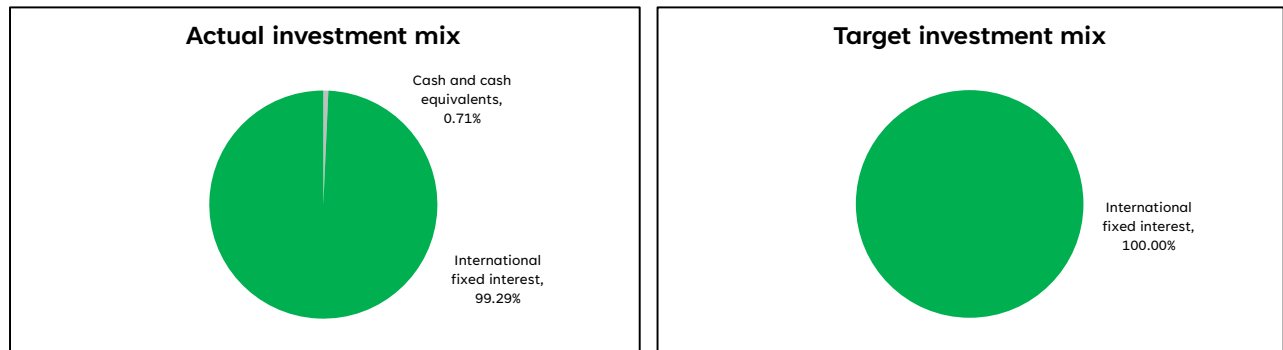 Actual investment mix
Cash and cash
equivalents,
0.71%
International
fixed interest,
99.29%
Target investment mix
International
fixed interest,
100.00%